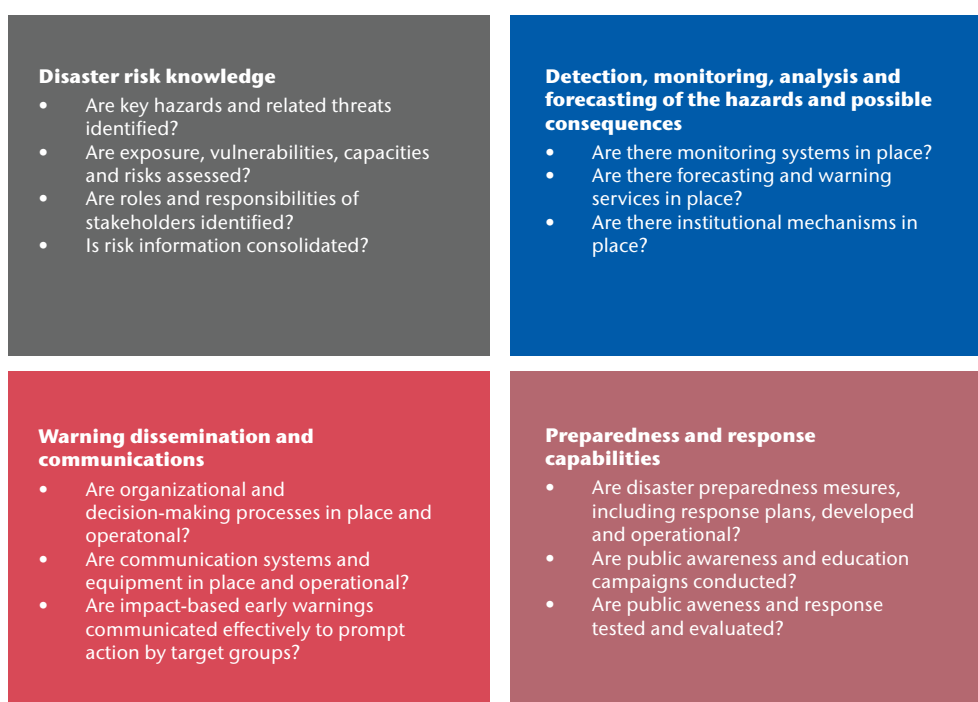 Disaster risk knowledge
• Are key hazards and related threats
identified?
• Are exposure, vulnerabilities, capacities
and risks assessed?
• Are roles and responsibilities of
stakeholders identified?
• Is risk information consolidated?
Detection, monitoring, analysis and
forecasting of the hazards and possible
consequences
• Are there monitoring systems in place?
• Are there forecasting and warning
services in place?
• Are there institutional mechanisms in
place?
Warning dissemination and
communications
• Are organizational and
decision-making processes in place and
operatonal?
• Are communication systems and
equipment in place and operational?
• Are impact-based early warnings
communicated effectively to prompt
action by target groups?
Preparedness and response
capabilities
• Are disaster preparedness mesures,
including response plans, developed
and operational?
• Are public awareness and education
campaigns conducted?
• Are public aweness and response
tested and evaluated?